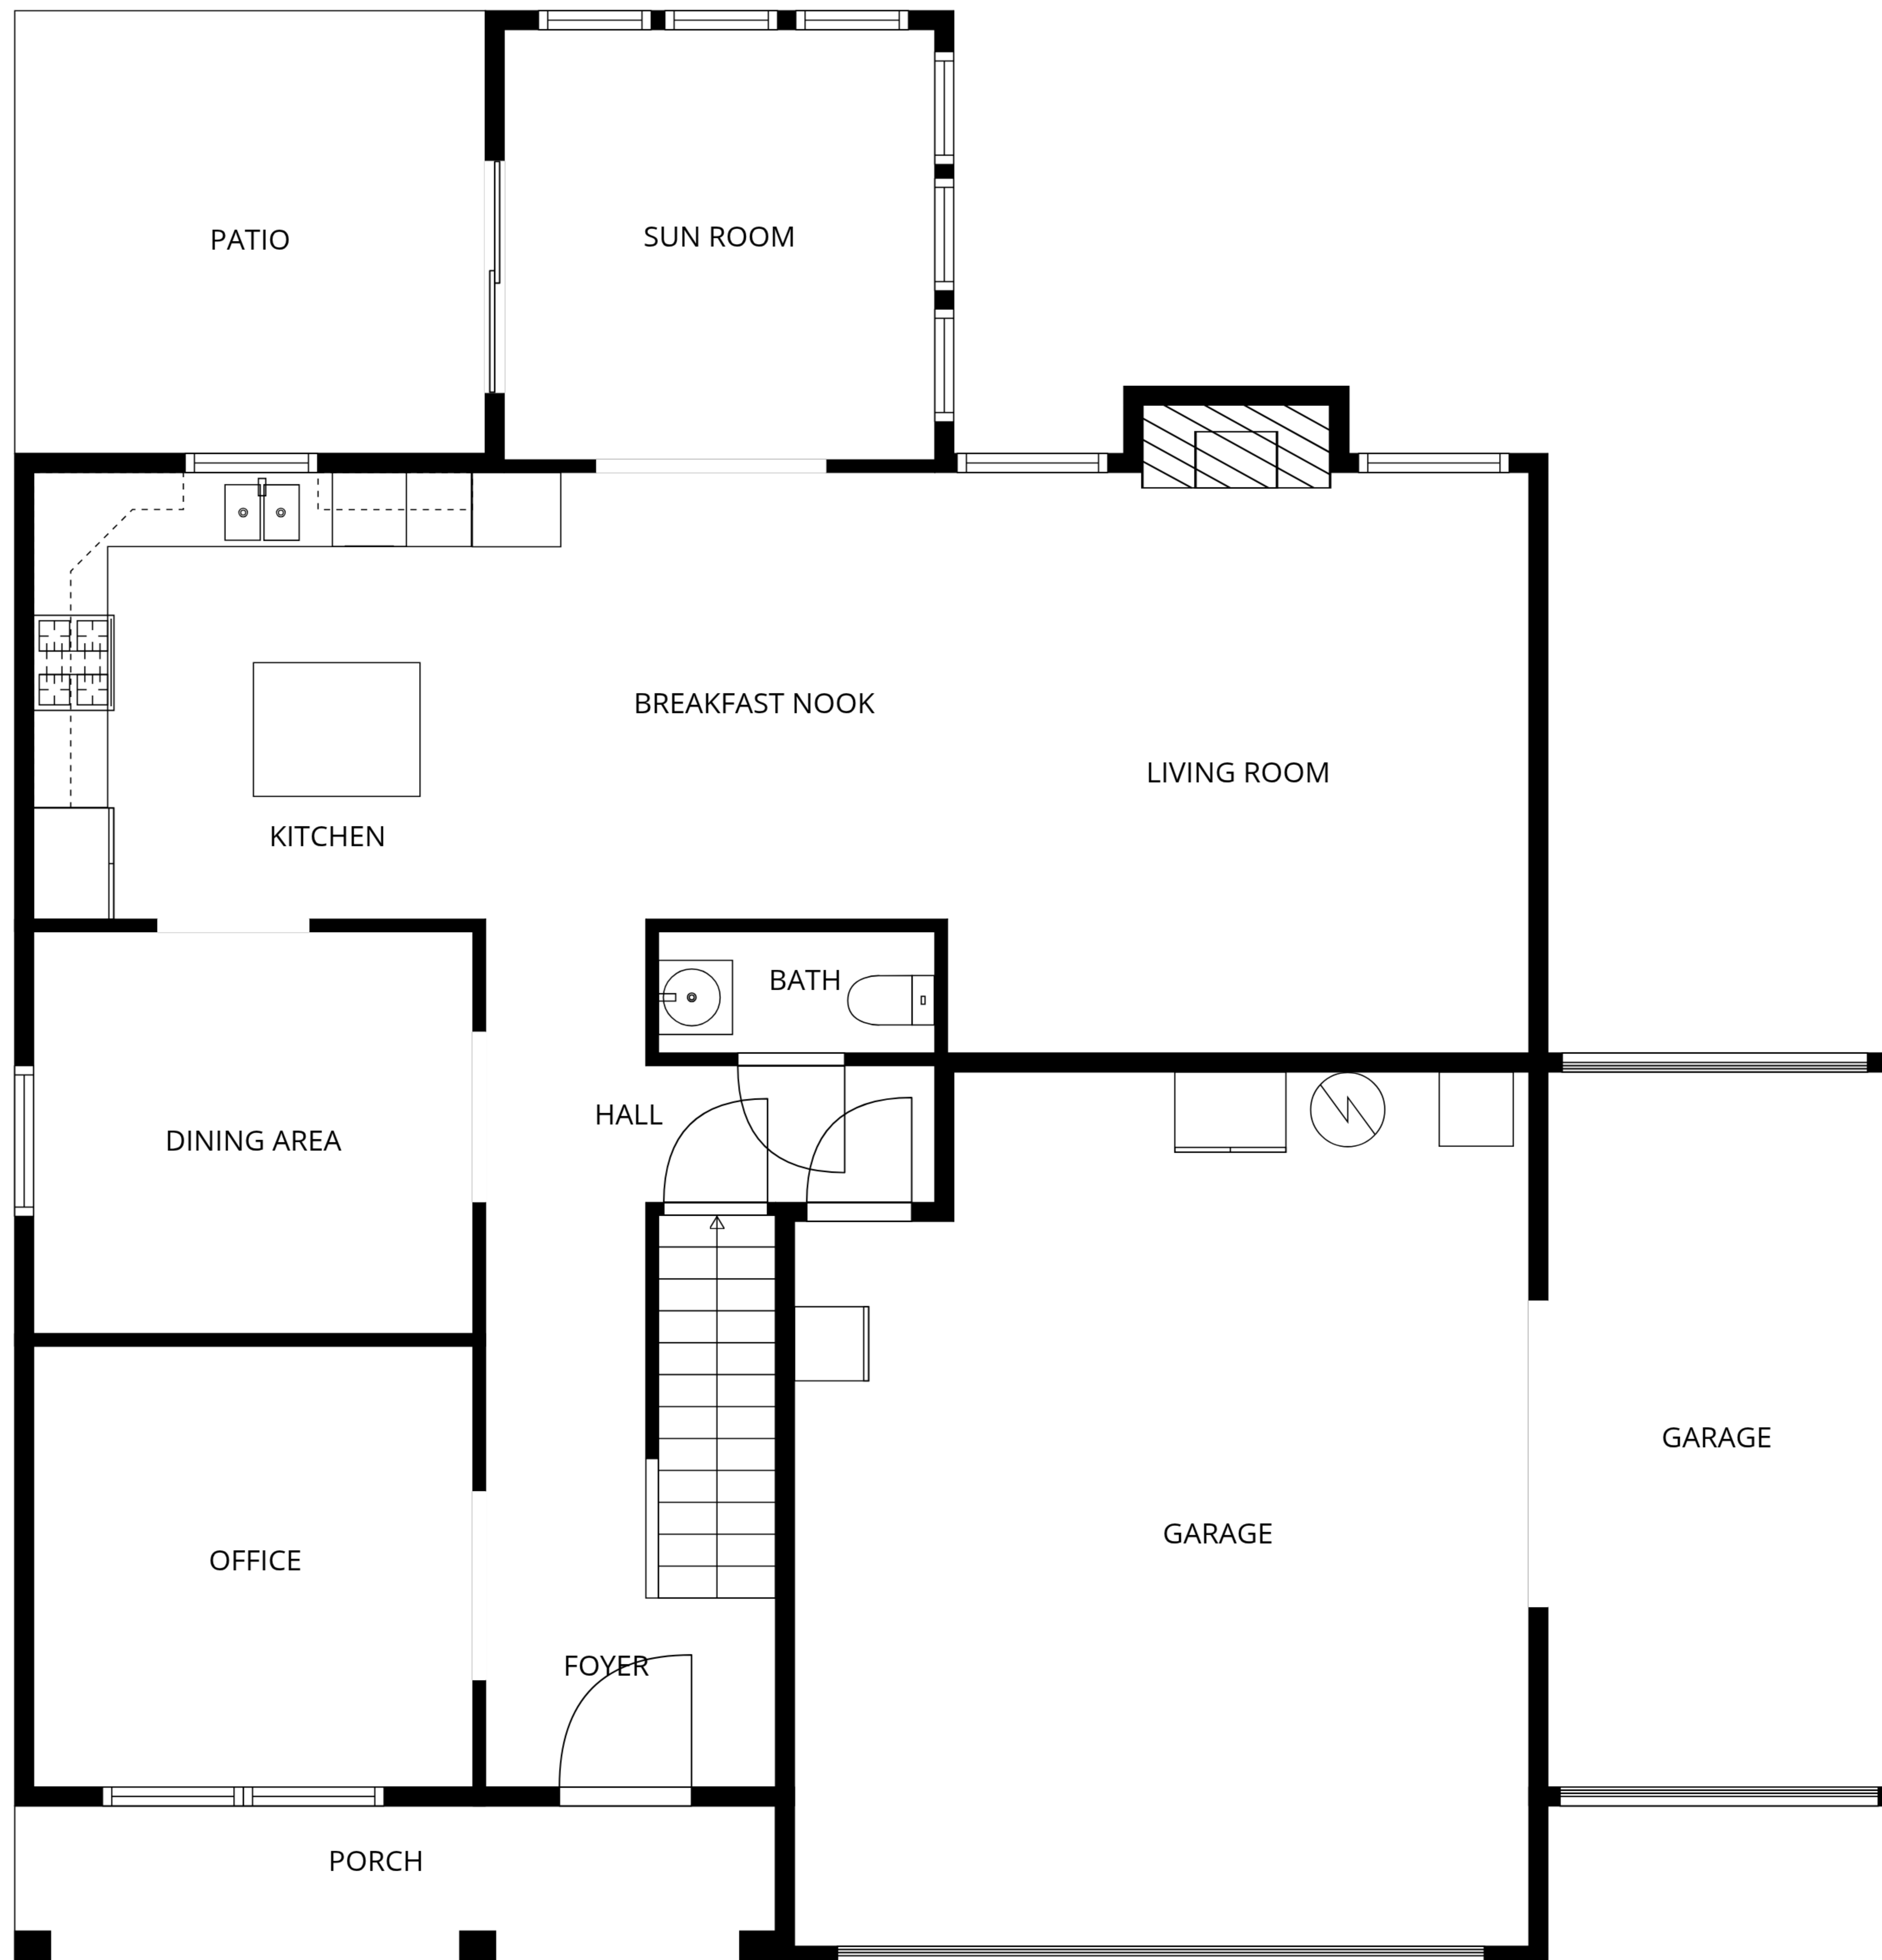 PATIO
SUN ROOM
BREAKFAST NOOK
LIVING ROOM
KITCHEN
BATH
HALL
DINING AREA
GARAGE
GARAGE
OFFICE
FOYER
PORCH